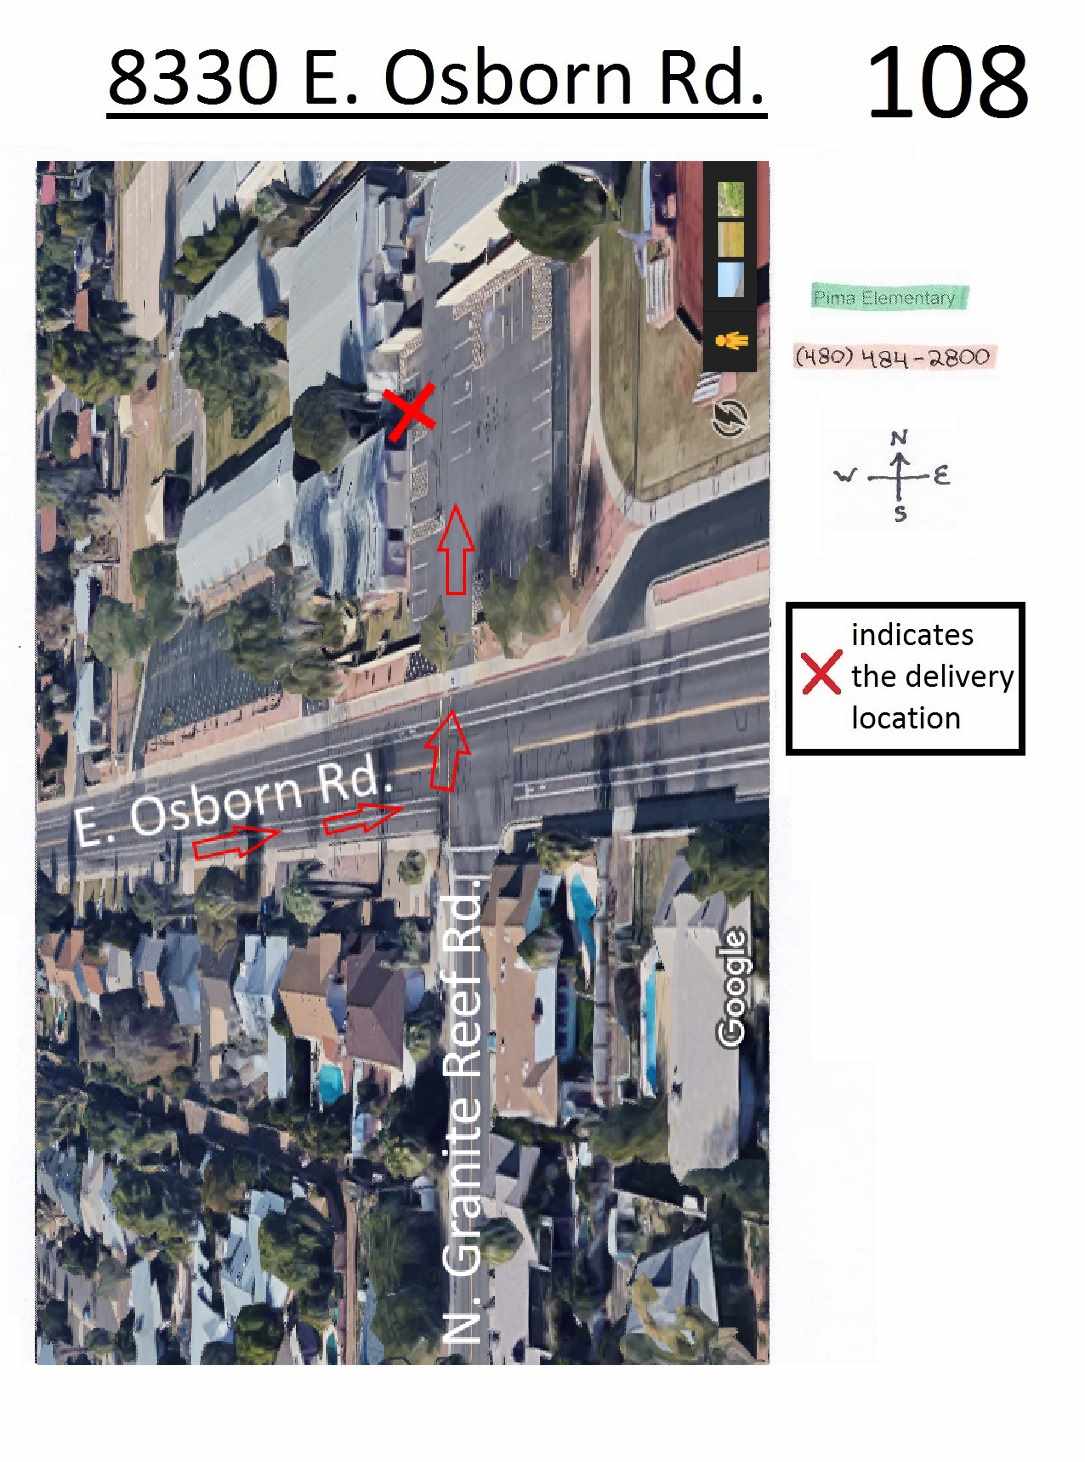 8330 E. Osborn Rd.
108
Pima Elementary
(480) 484-2800
N
W E
S
indicates
the delivery
location
E. Osborn Rd.
N. Granite Reef Rd.
Google